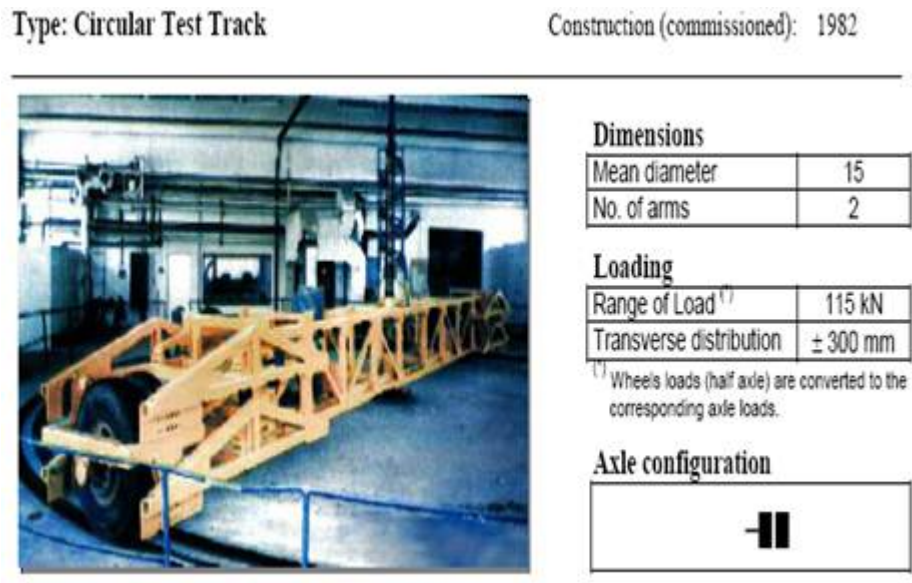 Type: Circular Test Track
Construction (commissioned): 1982
Dimensions
Mean diameter 15
No. of arms 2
Loading
Range of Load (*) 115 kN
Transverse distribution ± 300 mm
(*) Wheels loads (half axle) are converted to the
corresponding axle loads.
Axle configuration